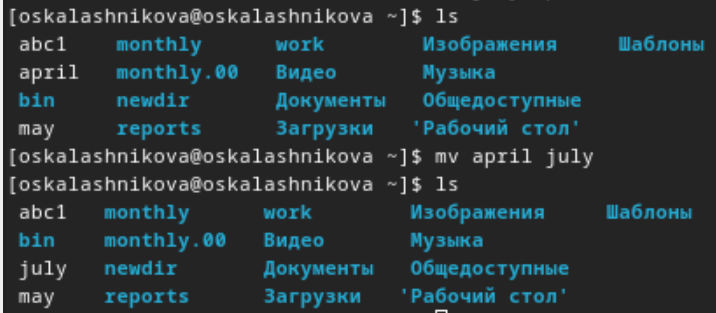 [oskalashnikova@oskalashnikova ~]$ ls
abc1 monthly work Изображения Шаблоны
april monthly.00 Видео Музыка
bin newdir Документы Общедоступные
may reports Загрузки 'Рабочий стол'
[oskalashnikova@oskalashnikova ~]$ mv april july
[oskalashnikova@oskalashnikova ~]$ ls
abc1 monthly work Изображения Шаблоны
bin monthly.00 Видео Музыка
july newdir Документы Общедоступные
may reports Загрузки 'Рабочий стол'